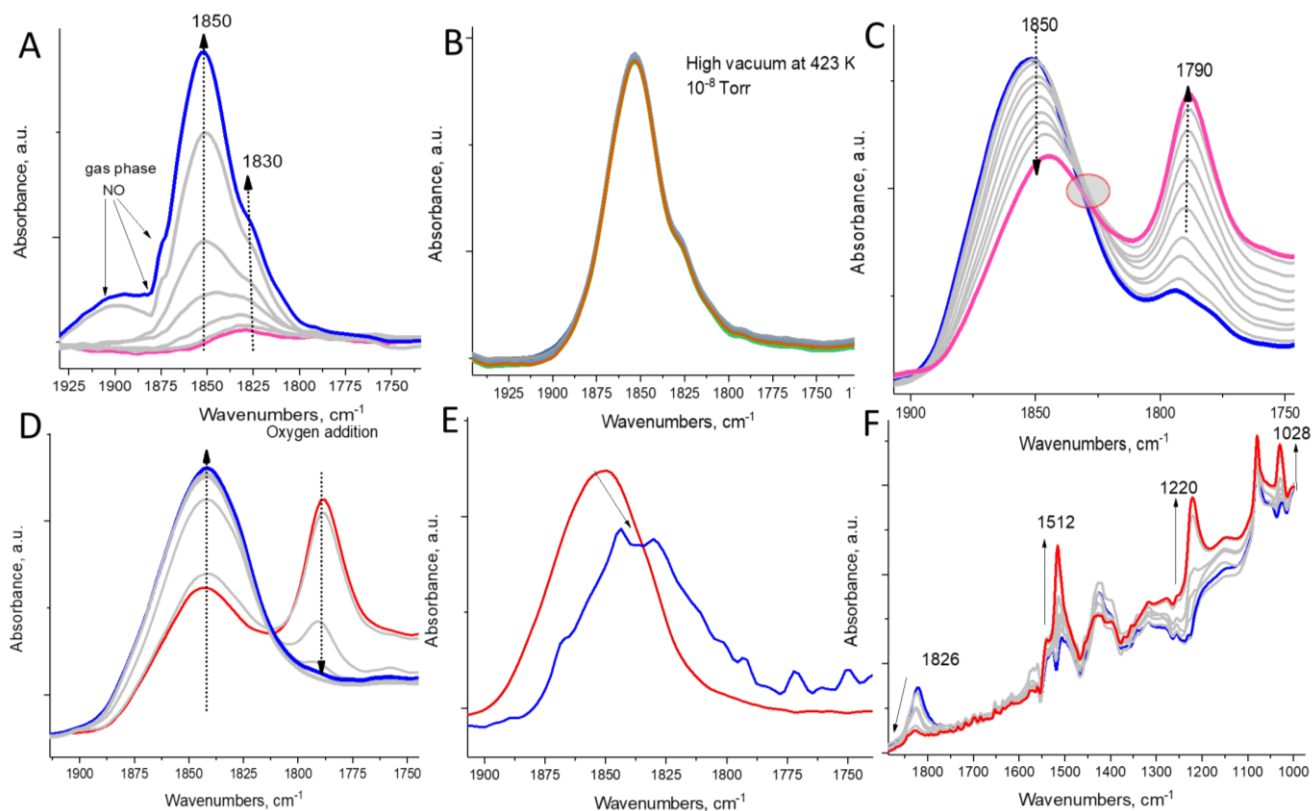 A
1850
1830
gas phase
NO
Absorbance, a.u.
1925 1900 1875 1850 1825 1800 1775 1750
Wavenumbers, cm⁻¹
B
High vacuum at 423 K
10⁻⁸ Torr
Absorbance, a.u.
1925 1900 1875 1850 1825 1800 1775 1750 17
Wavenumbers, cm⁻¹
C
1850
1790
Absorbance, a.u.
1900 1850 1800 1750
Wavenumbers, cm⁻¹
D
Oxygen addition
Absorbance, a.u.
1900 1875 1850 1825 1800 1775 1750
Wavenumbers, cm⁻¹
E
Absorbance, a.u.
1900 1875 1850 1825 1800 1775 1750
Wavenumbers, cm⁻¹
F
1826
1512
1220
1028
Absorbance, a.u.
1800 1700 1600 1500 1400 1300 1200 1100 1000
Wavenumbers, cm⁻¹